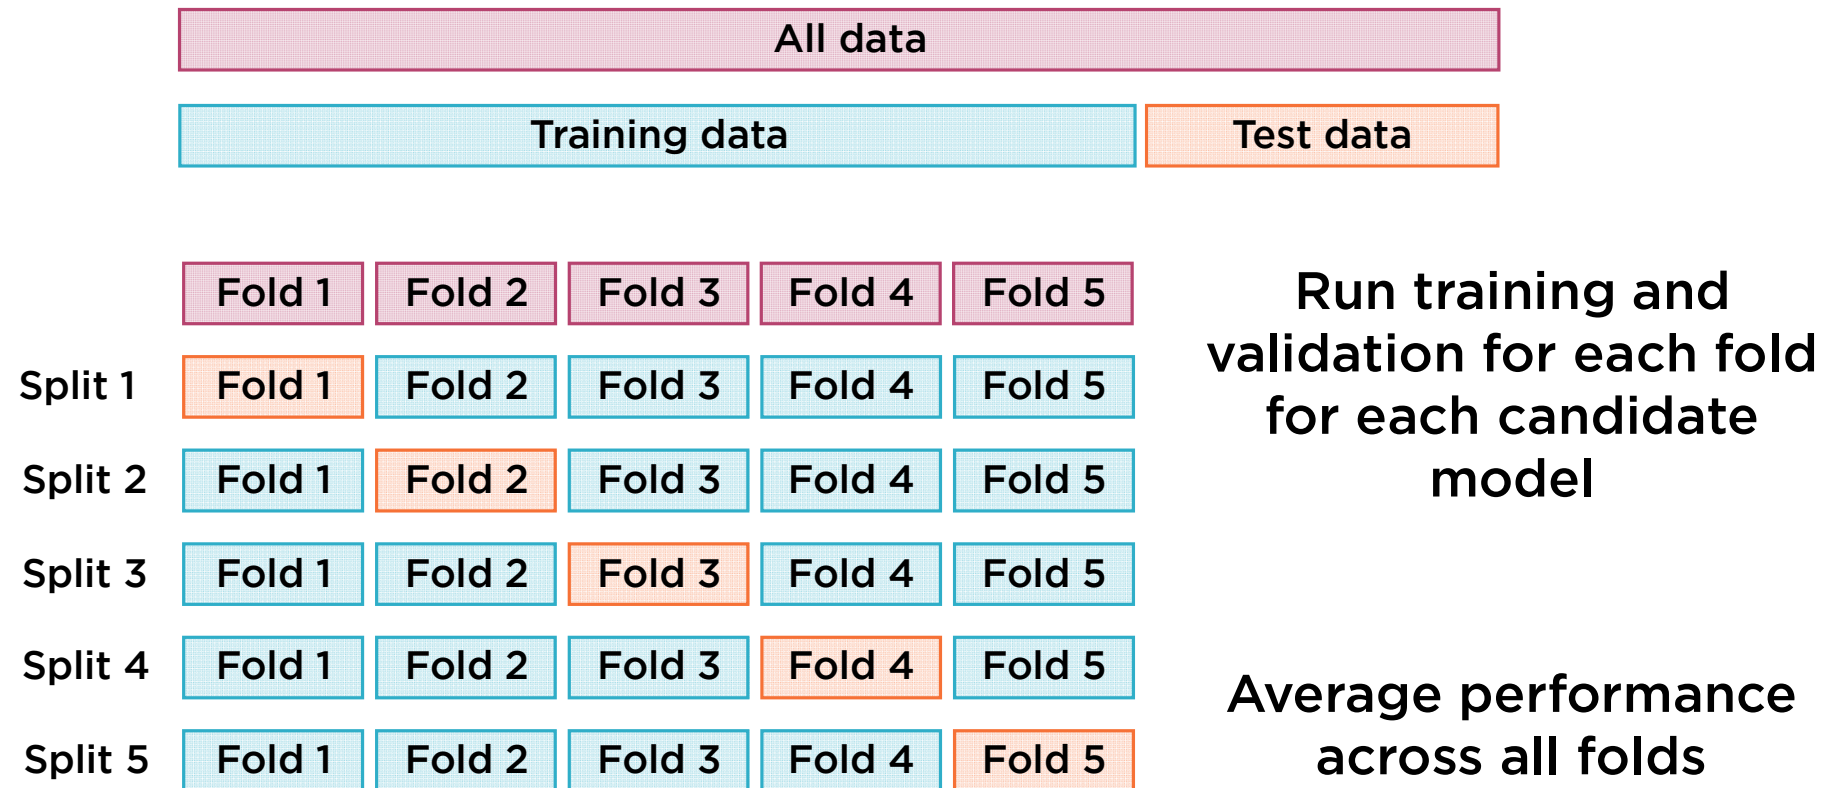 All data
Training data Test data
Fold 1 Fold 2 Fold 3 Fold 4 Fold 5
Split 1 Fold 1 Fold 2 Fold 3 Fold 4 Fold 5
Split 2 Fold 1 Fold 2 Fold 3 Fold 4 Fold 5
Split 3 Fold 1 Fold 2 Fold 3 Fold 4 Fold 5
Split 4 Fold 1 Fold 2 Fold 3 Fold 4 Fold 5
Split 5 Fold 1 Fold 2 Fold 3 Fold 4 Fold 5
Run training and
validation for each fold
for each candidate
model
Average performance
across all folds